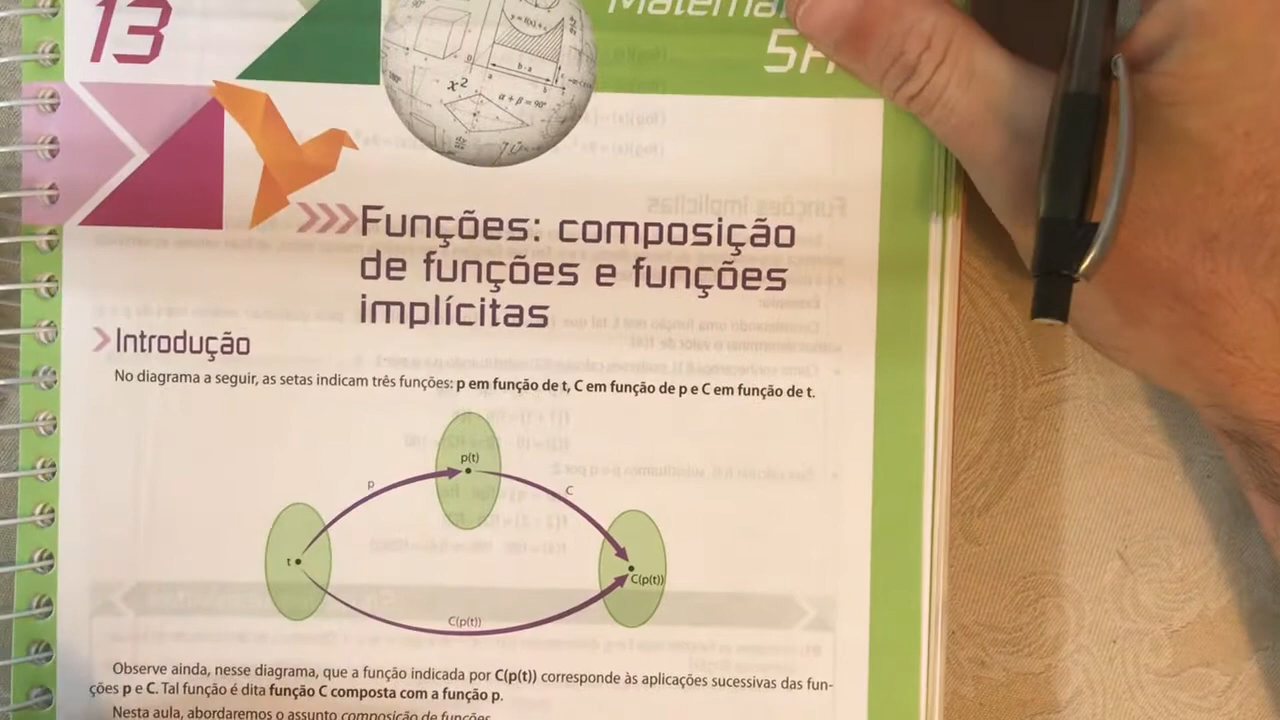 13
Matema
5A
y=f(x)
b-a
x²
α+β=90°
Funções: composição
de funções e funções
implícitas
Introdução
No diagrama a seguir, as setas indicam três funções: p em função de t, C em função de p e C em função de t.
p(t)
p
C
t
C(p(t))
C(p(t))
Observe ainda, nesse diagrama, que a função indicada por C(p(t)) corresponde às aplicações sucessivas das fun-
ções p e C. Tal função é dita função C composta com a função p.
Nesta aula, abordaremos o assunto composição de funções